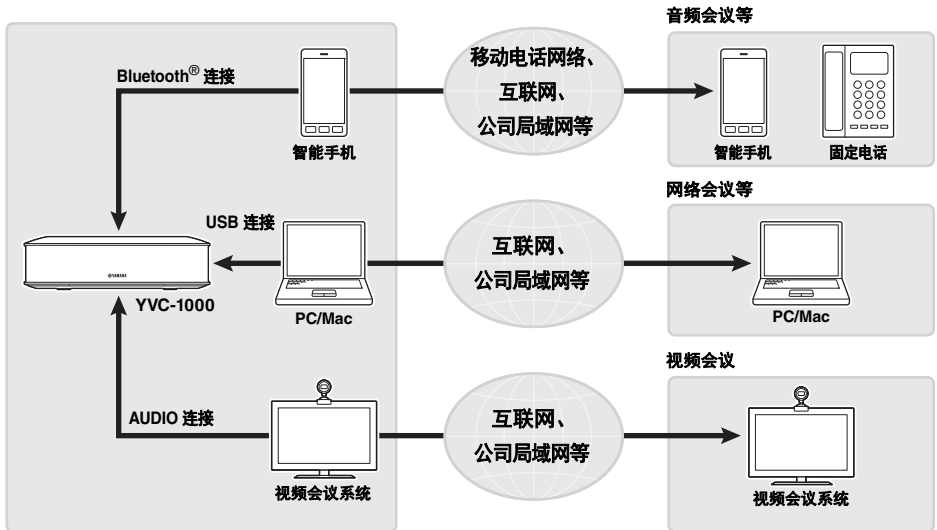 音频会议等
Bluetooth® 连接
移动电话网络、
互联网、
公司局域网等
智能手机
智能手机
固定电话
网络会议等
USB 连接
互联网、
公司局域网等
YAMAHA
YVC-1000
PC/Mac
PC/Mac
视频会议
AUDIO 连接
互联网、
公司局域网等
视频会议系统
视频会议系统